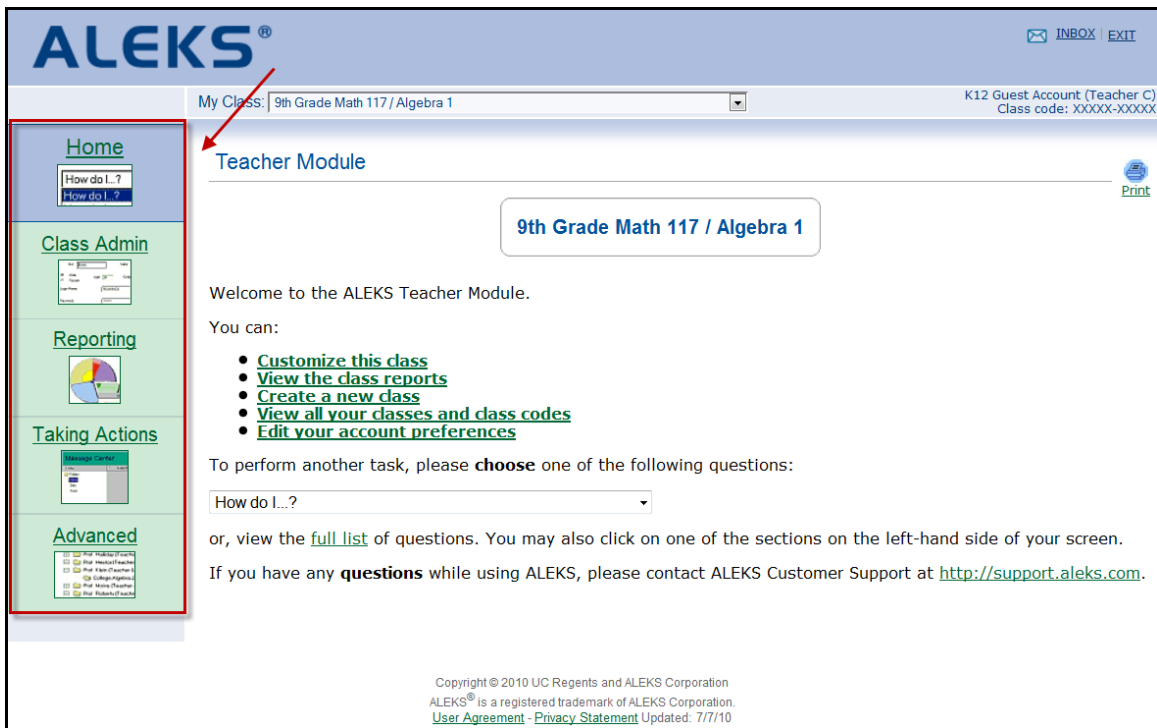 ALEKS®
INBOX | EXIT
My Class: 9th Grade Math 117 / Algebra 1
K12 Guest Account (Teacher C)
Class code: XXXXX-XXXXX
Home
How do I...?
How do I...?
Class Admin
Reporting
Taking Actions
Message Center
Advanced
Teacher Module
Print
9th Grade Math 117 / Algebra 1
Welcome to the ALEKS Teacher Module.
You can:
• Customize this class
• View the class reports
• Create a new class
• View all your classes and class codes
• Edit your account preferences
To perform another task, please choose one of the following questions:
How do I...?
or, view the full list of questions. You may also click on one of the sections on the left-hand side of your screen.
If you have any questions while using ALEKS, please contact ALEKS Customer Support at http://support.aleks.com.
Copyright © 2010 UC Regents and ALEKS Corporation
ALEKS® is a registered trademark of ALEKS Corporation.
User Agreement - Privacy Statement Updated: 7/7/10